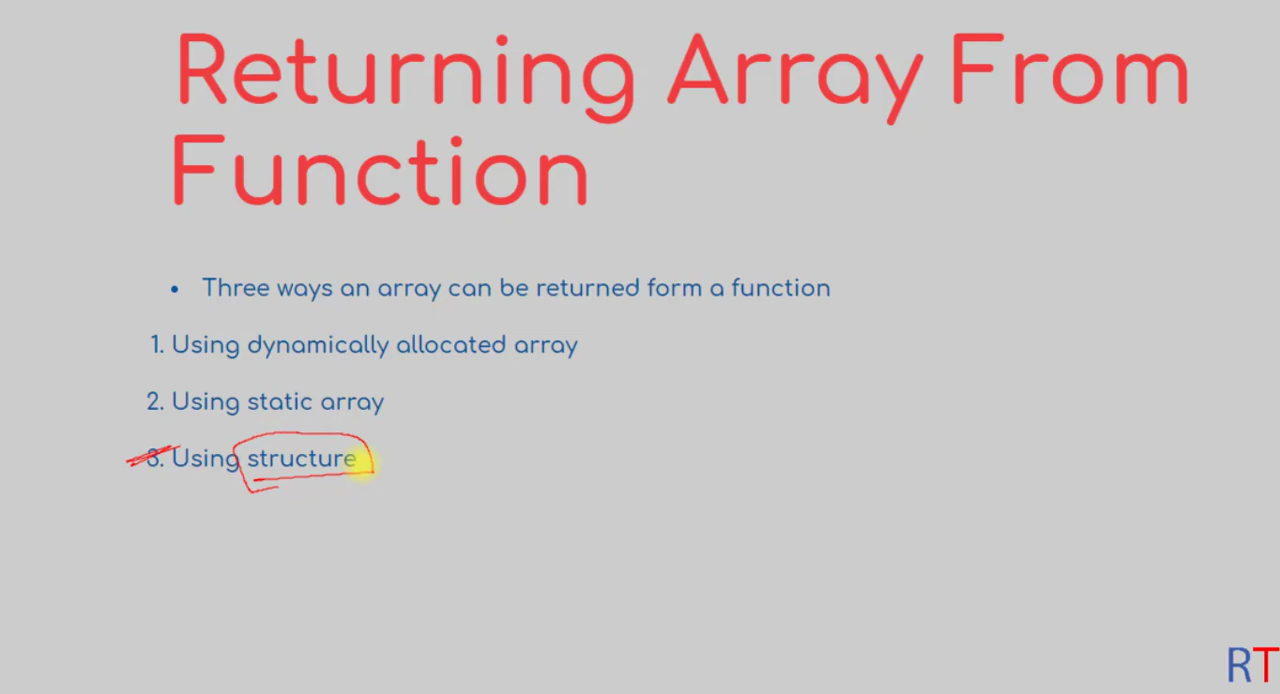 Returning Array From
Function
• Three ways an array can be returned form a function
1. Using dynamically allocated array
2. Using static array
3. Using structure
RT